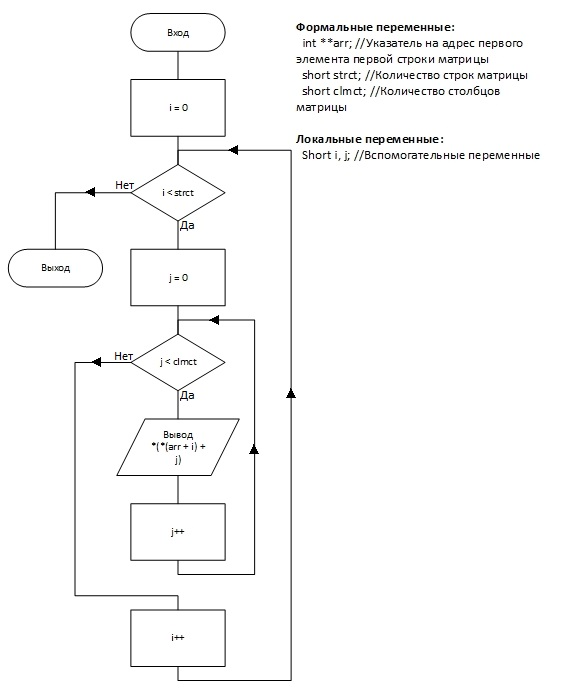 Вход
i = 0
i < strct
Нет
Да
Выход
j = 0
j < clmct
Нет
Да
Вывод
*(*(arr + i) +
j)
j++
i++
Формальные переменные:
int **arr; //Указатель на адрес первого
элемента первой строки матрицы
short strct; //Количество строк матрицы
short clmct; //Количество столбцов
матрицы
Локальные переменные:
Short i, j; //Вспомогательные переменные